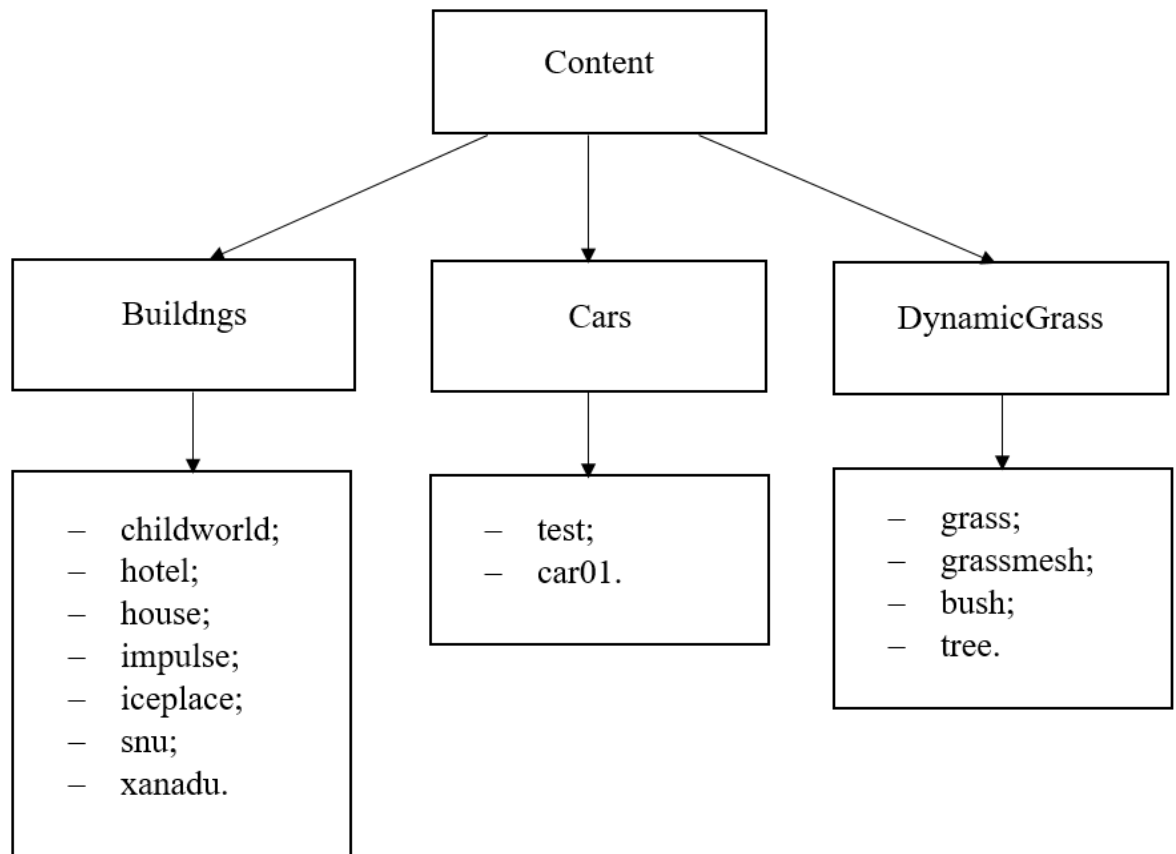 Content
Buildngs
Cars
DynamicGrass
– childworld;
– hotel;
– house;
– impulse;
– iceplace;
– snu;
– xanadu.
– test;
– car01.
– grass;
– grassmesh;
– bush;
– tree.